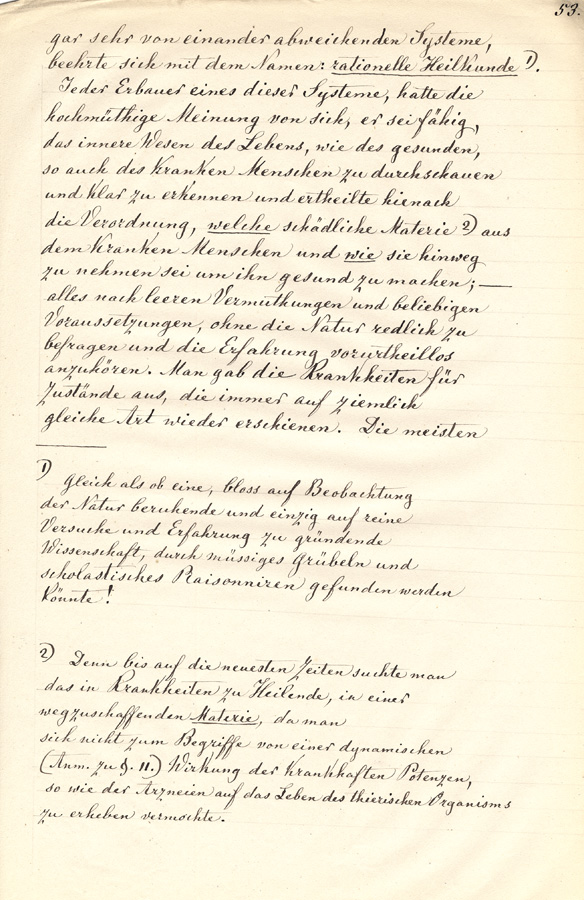 53.
gar sehr von einander abweichenden Systeme,
beehrte sich mit dem Namen: rationelle Heilkunde 1).
Jeder Erbauer eines dieser Systeme, hatte die
hochmüthige Meinung von sich, er sei fähig,
das innere Wesen des Lebens, wie des gesunden,
so auch des kranken Menschen zu durchschauen
und klar zu erkennen und ertheilte hienach
die Verordnung, welche schädliche Materie 2) aus
dem kranken Menschen und wie sie hinweg
zu nehmen sei um ihn gesund zu machen; —
alles nach leeren Vermuthungen und beliebigen
Voraussetzungen, ohne die Natur redlich zu
befragen und die Erfahrung vorurtheillos
anzuhören. Man gab die Krankheiten für
Zustände aus, die immer auf ziemlich
gleiche Art wieder erschienen. Die meisten
1) Gleich als ob eine, bloss auf Beobachtung
der Natur beruhende und einzig auf reine
Versuche und Erfahrung zu gründende
Wissenschaft, durch müssiges Grübeln und
scholastisches Raisonniren gefunden werden
könnte!
2) Denn bis auf die neuesten Zeiten suchte man
das in Krankheiten zu Heilende, in einer
wegzuschaffenden Materie, da man
sich nicht zum Begriffe von einer dynamischen
(Anm. zu §. 11.) Wirkung der krankhaften Potenzen,
so wie der Arzneien auf das Leben des thierischen Organisms
zu erheben vermochte.